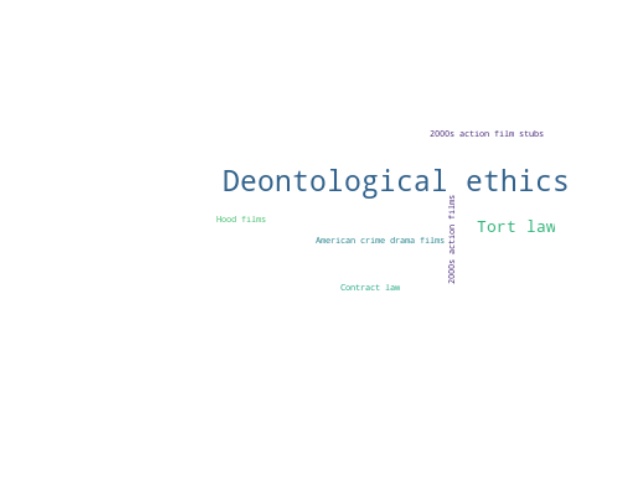 2000s action film stubs
Deontological ethics
2000s action films
Hood films
Tort law
American crime drama films
Contract law